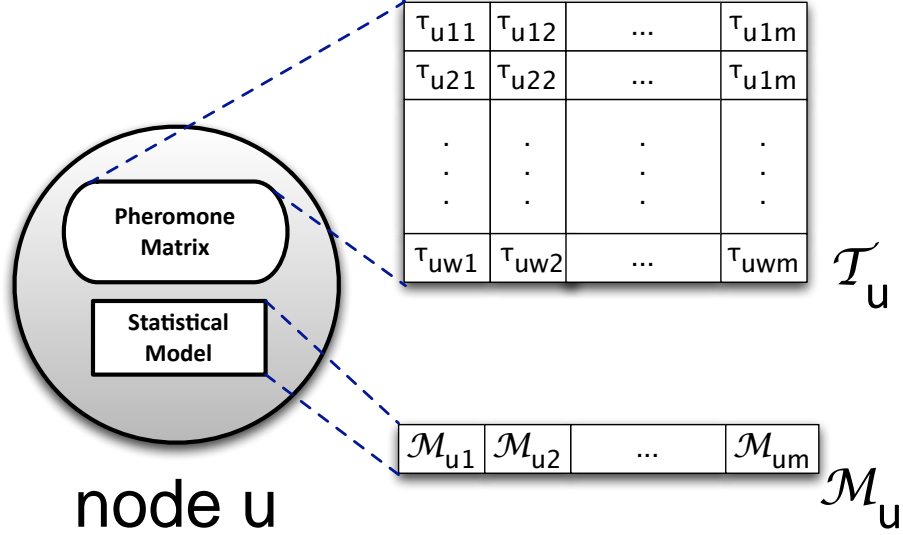 τu11 τu12 ... τu1m
τu21 τu22 ... τu1m
. . . .
. . . .
. . . .
τuw1 τuw2 ... τuwm
𝒯u
Pheromone
Matrix
Statistical
Model
ℳu1 ℳu2 ... ℳum
ℳu
node u